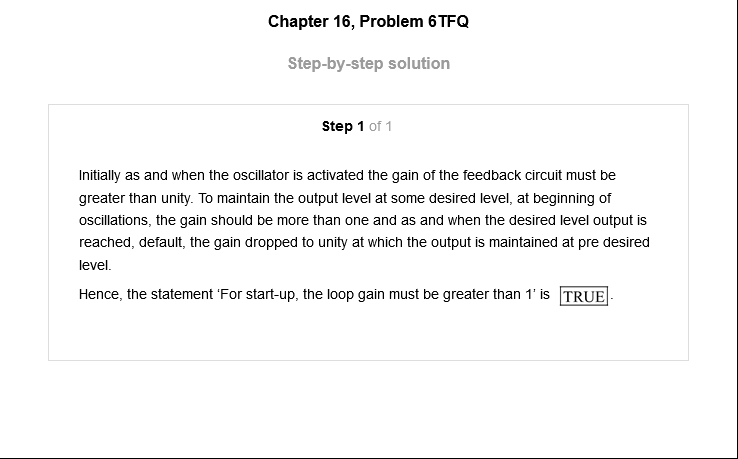 Chapter 16, Problem 6TFQ
Step-by-step solution
Step 1 of 1
Initially as and when the oscillator is activated the gain of the feedback circuit must be
greater than unity. To maintain the output level at some desired level, at beginning of
oscillations, the gain should be more than one and as and when the desired level output is
reached, default, the gain dropped to unity at which the output is maintained at pre desired
level.
Hence, the statement ‘For start-up, the loop gain must be greater than 1’ is TRUE.